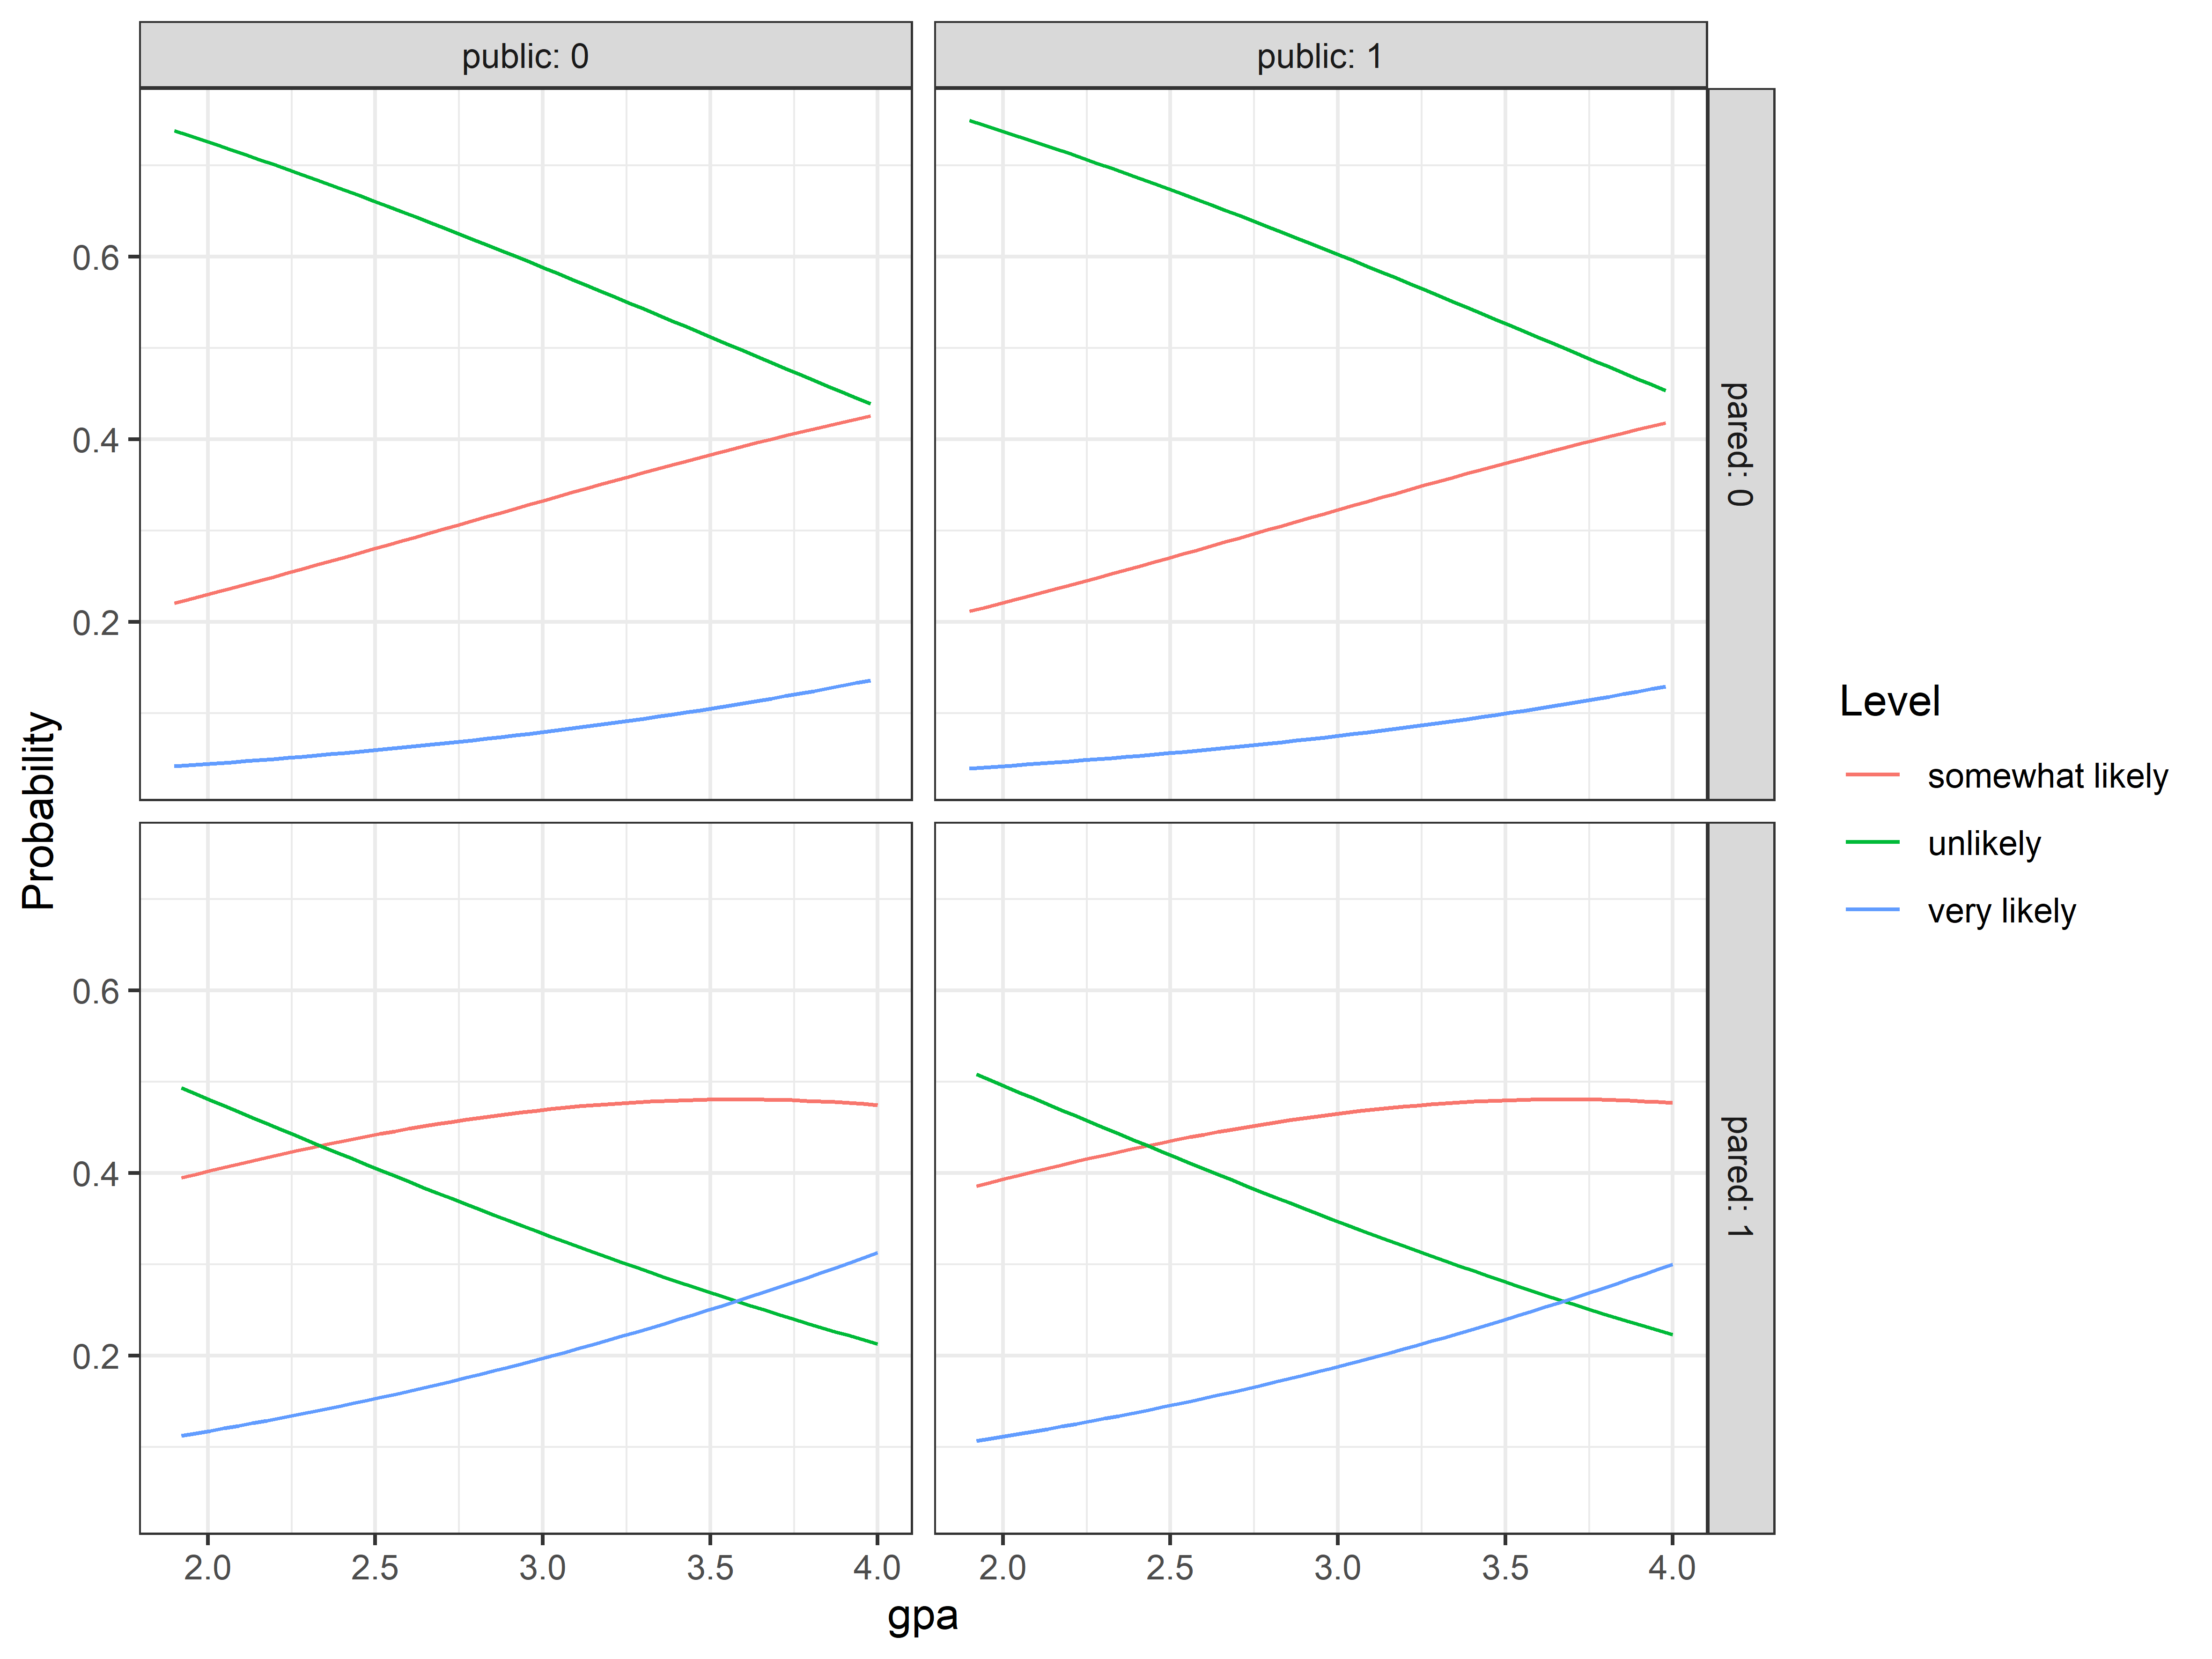 public: 0
public: 1
0.6
0.4
0.2
pared: 0
Probability
0.6
0.4
0.2
pared: 1
2.0
2.5
3.0
3.5
4.0
2.0
2.5
3.0
3.5
4.0
gpa
Level
somewhat likely
unlikely
very likely